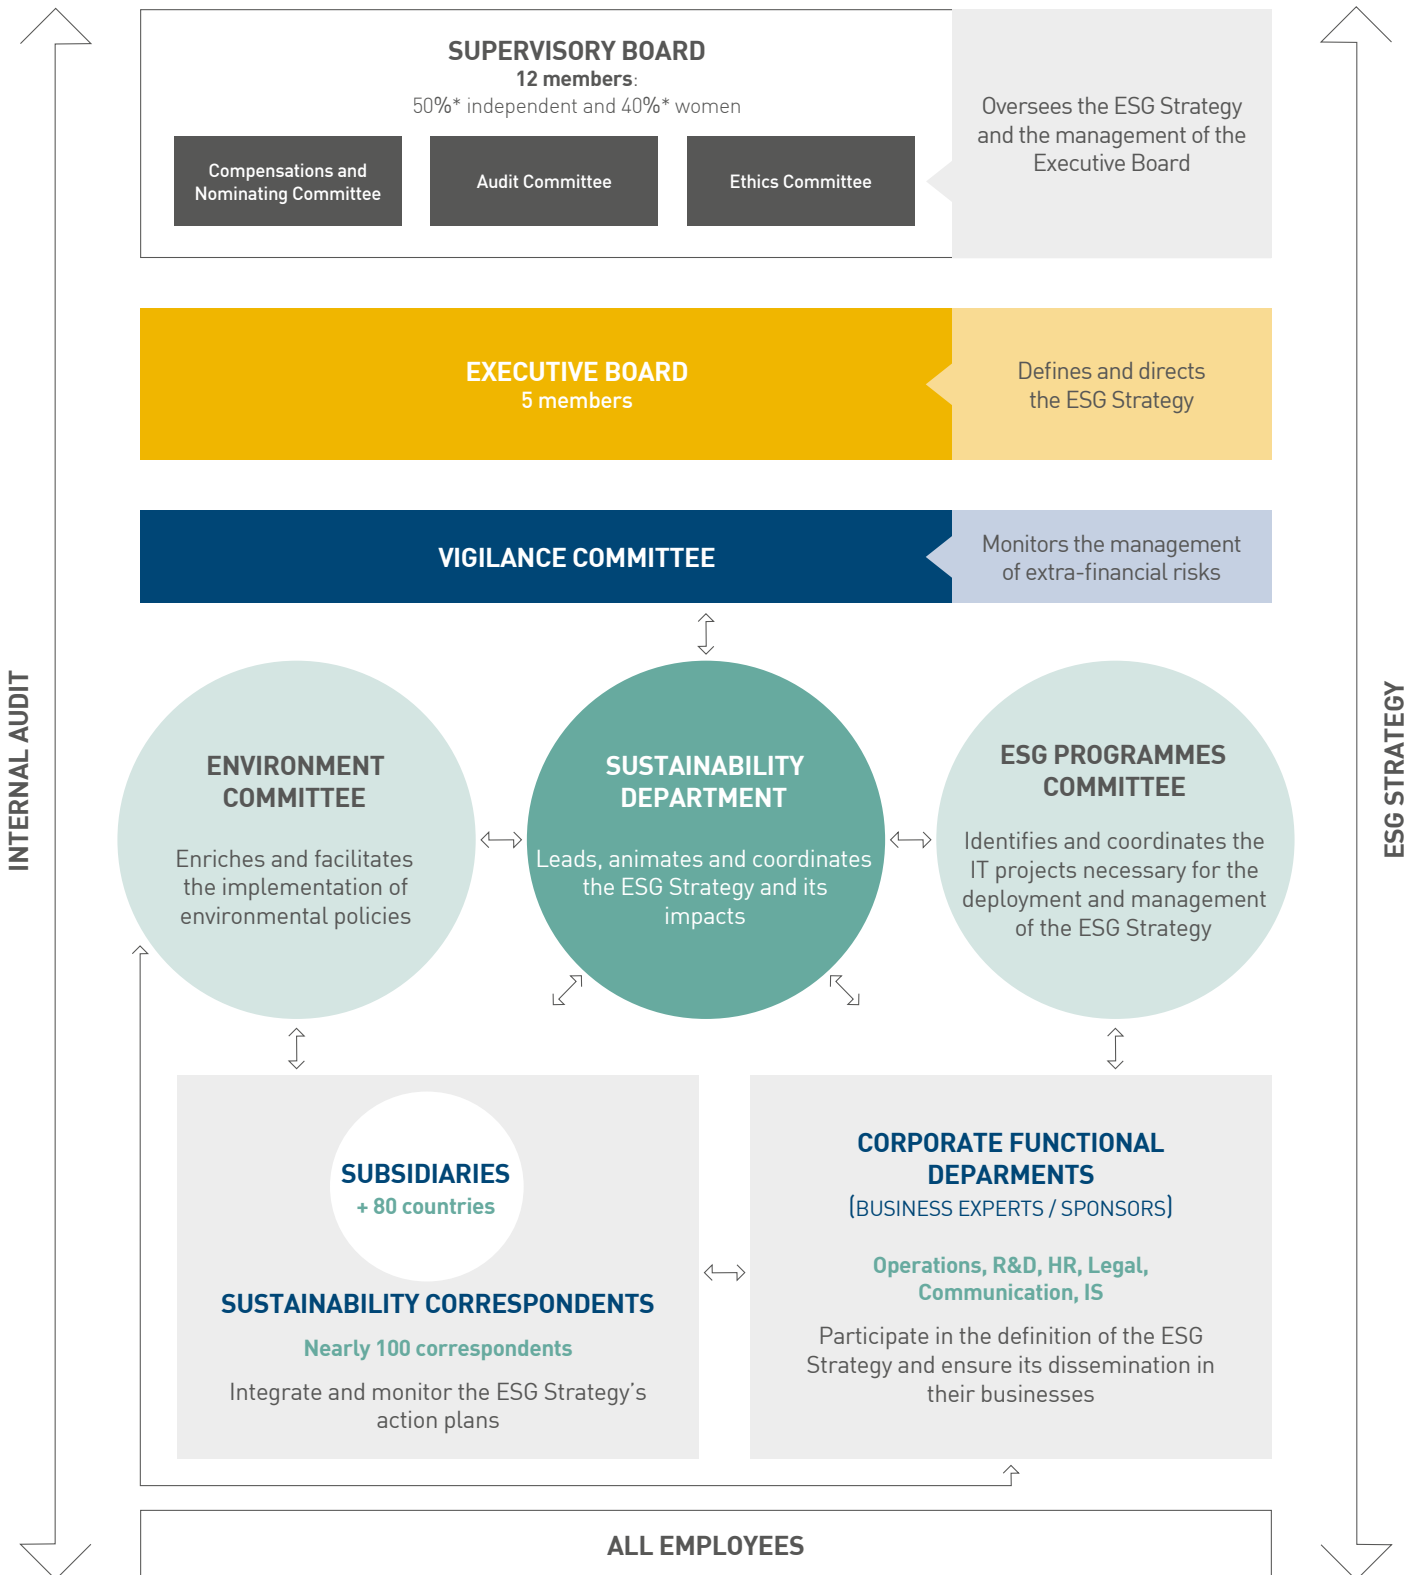 SUPERVISORY BOARD
12 members:
50%* independent and 40%* women
Compensations and
Nominating Committee
Audit Committee
Ethics Committee
Oversees the ESG Strategy
and the management of the
Executive Board
EXECUTIVE BOARD
5 members
Defines and directs
the ESG Strategy
VIGILANCE COMMITTEE
Monitors the management
of extra-financial risks
INTERNAL AUDIT
ESG STRATEGY
ENVIRONMENT
COMMITTEE
Enriches and facilitates
the implementation of
environmental policies
SUSTAINABILITY
DEPARTMENT
Leads, animates and coordinates
the ESG Strategy and its
impacts
ESG PROGRAMMES
COMMITTEE
Identifies and coordinates the
IT projects necessary for the
deployment and management
of the ESG Strategy
SUBSIDIARIES
+ 80 countries
SUSTAINABILITY CORRESPONDENTS
Nearly 100 correspondents
Integrate and monitor the ESG Strategy's
action plans
CORPORATE FUNCTIONAL
DEPARMENTS
(BUSINESS EXPERTS / SPONSORS)
Operations, R&D, HR, Legal,
Communication, IS
Participate in the definition of the ESG
Strategy and ensure its dissemination in
their businesses
ALL EMPLOYEES